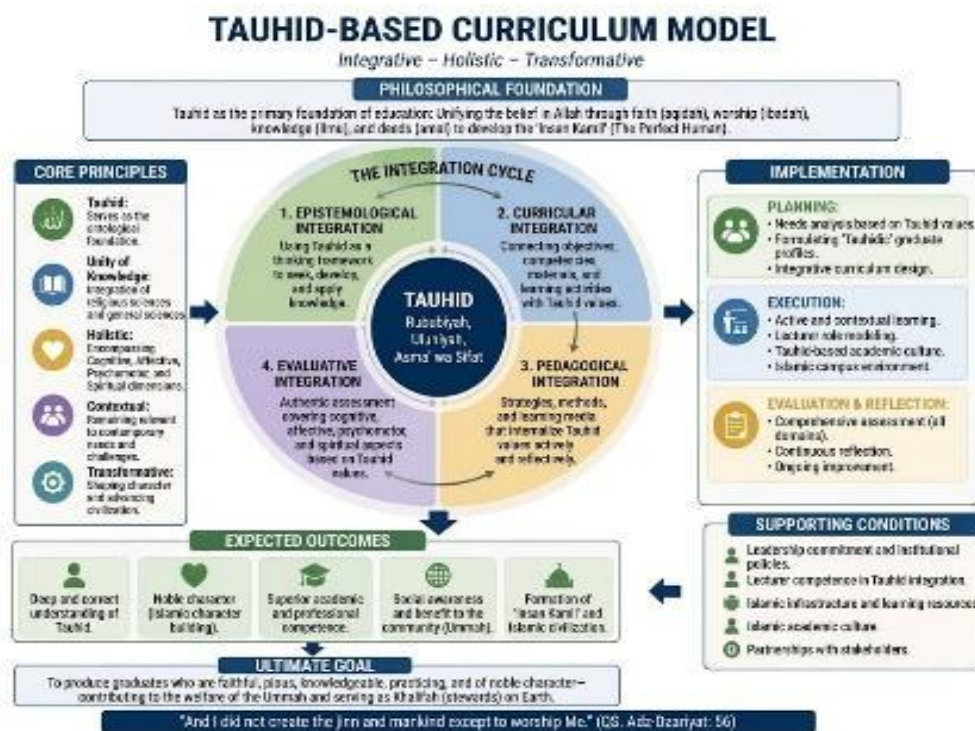 TAUHID-BASED CURRICULUM MODEL
Integrative – Holistic – Transformative
PHILOSOPHICAL FOUNDATION
Tauhid as the primary foundation of education: Unifying the belief in Allah through faith (aqidah), worship (ibadah),
knowledge (ilmu), and deeds (amal) to develop the 'Insan Kamil' (The Perfect Human).
CORE PRINCIPLES
Tauhid:
Serves as the
ontological
foundation.
Unity of
Knowledge:
Integration of
religious sciences
and general sciences.
Holistic:
Encompassing
Cognitive, Affective,
Psychomotor, and
Spiritual dimensions.
Contextual:
Remaining relevant
to contemporary
needs and
challenges.
Transformative:
Shaping character
and advancing
civilization.
THE INTEGRATION CYCLE
1. EPISTEMOLOGICAL
INTEGRATION
Using Tauhid as a
thinking framework
to seek, develop,
and apply
knowledge.
2. CURRICULAR
INTEGRATION
Connecting objectives,
competencies,
materials, and
learning activities
with Tauhid values.
TAUHID
Rububiyah,
Uluhiyah,
Asma' wa Sifat
4. EVALUATIVE
INTEGRATION
Authentic assessment
covering cognitive,
affective, psychomotor,
and spiritual aspects
based on Tauhid
values.
3. PEDAGOGICAL
INTEGRATION
Strategies, methods,
and learning media
that internalize Tauhid
values actively
and reflectively.
IMPLEMENTATION
PLANNING:
• Needs analysis based on Tauhid values.
• Formulating 'Tauhidic' graduate
profiles.
• Integrative curriculum design.
EXECUTION:
• Active and contextual learning.
• Lecturer role modeling.
• Tauhid-based academic culture.
• Islamic campus environment.
EVALUATION & REFLECTION:
• Comprehensive assessment (all
domains).
• Continuous reflection.
• Ongoing improvement.
SUPPORTING CONDITIONS
Leadership commitment and institutional
policies.
Lecturer competence in Tauhid integration.
Islamic infrastructure and learning resources
Islamic academic culture.
Partnerships with stakeholders.
EXPECTED OUTCOMES
Deep and correct
understanding of
Tauhid.
Noble character
(Islamic character
building).
Superior academic
and professional
competence.
Social awareness
and benefit to the
community (Ummah).
Formation of
'Insan Kamil' and
Islamic civilization.
ULTIMATE GOAL
To produce graduates who are faithful, pious, knowledgeable, practicing, and of noble character—
contributing to the welfare of the Ummah and serving as Khalifah (stewards) on Earth.
"And I did not create the jinn and mankind except to worship Me." (QS. Adz-Dzariyat: 56)